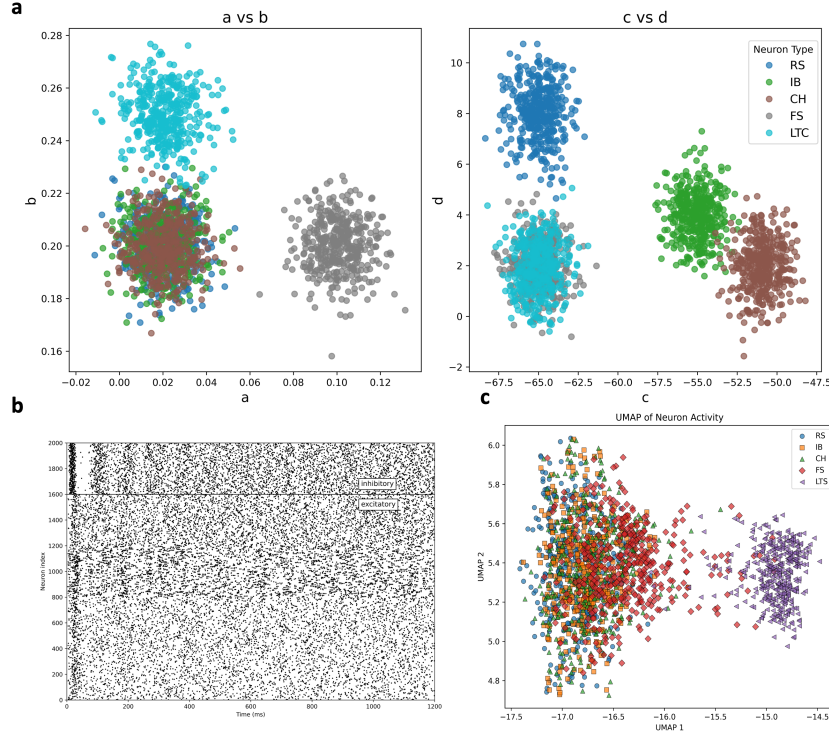 a
a vs b
0.28
0.26
0.24
0.22
0.20
0.18
0.16
b
−0.02
0.00
0.02
0.04
0.06
0.08
0.10
0.12
a
c vs d
10
8
6
4
2
0
−2
d
−67.5
−65.0
−62.5
−60.0
−57.5
−55.0
−52.5
−50.0
−47.5
c
Neuron Type
RS
IB
CH
FS
LTC
b
2000
1800
1600
1400
1200
1000
800
600
400
200
0
Neuron index
inhibitory
excitatory
0
200
400
600
800
1000
1200
Time (ms)
c
UMAP of Neuron Activity
6.0
5.8
5.6
5.4
5.2
5.0
4.8
UMAP 2
−17.5
−17.0
−16.5
−16.0
−15.5
−15.0
−14.5
UMAP 1
RS
IB
CH
FS
LTS